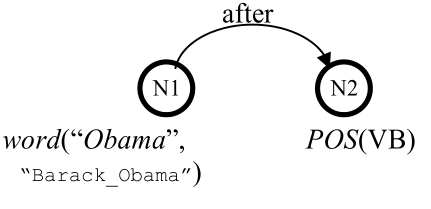 after
N1 N2
word(“Obama”, POS(VB)
“Barack_Obama”)